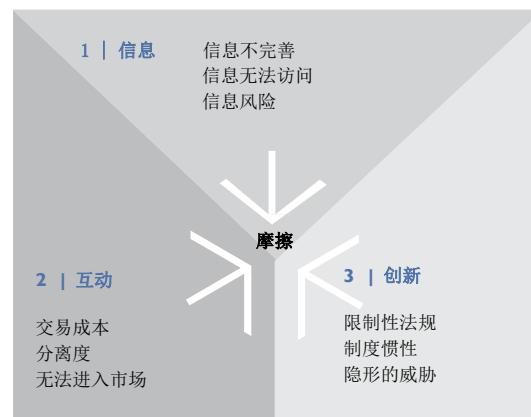 1 | 信息
信息不完善
信息无法访问
信息风险
摩擦
2 | 互动
交易成本
分离度
无法进入市场
3 | 创新
限制性法规
制度惯性
隐形的威胁